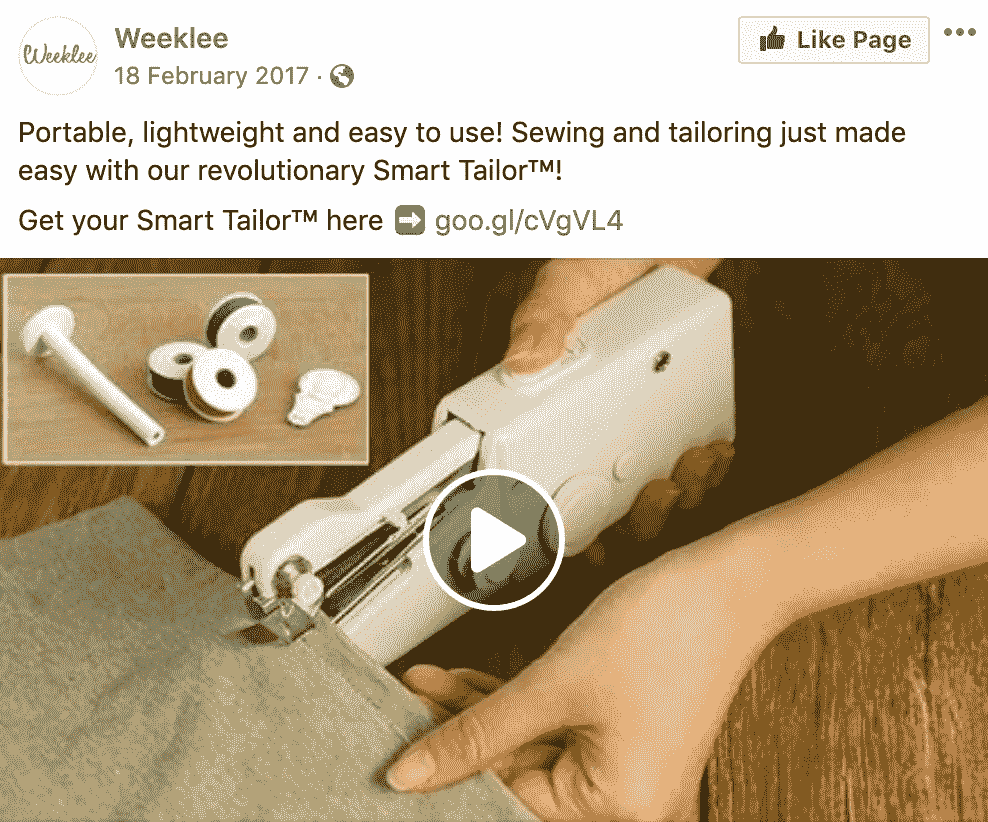 Weeklee
Weeklee
18 February 2017 ·
Like Page
Portable, lightweight and easy to use! Sewing and tailoring just made
easy with our revolutionary Smart Tailor™!
Get your Smart Tailor™ here ➡ goo.gl/cVgVL4